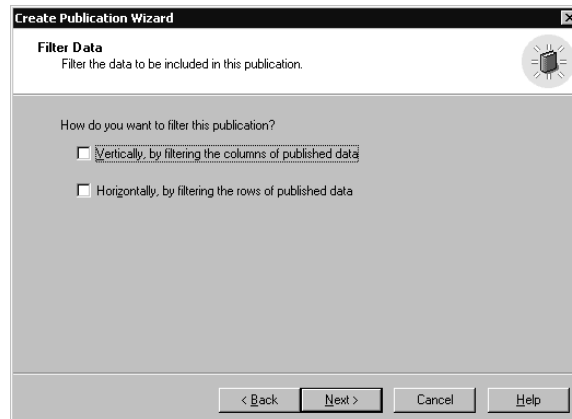 Create Publication Wizard
Filter Data
Filter the data to be included in this publication.
How do you want to filter this publication?
Vertically, by filtering the columns of published data
Horizontally, by filtering the rows of published data
< Back Next > Cancel Help